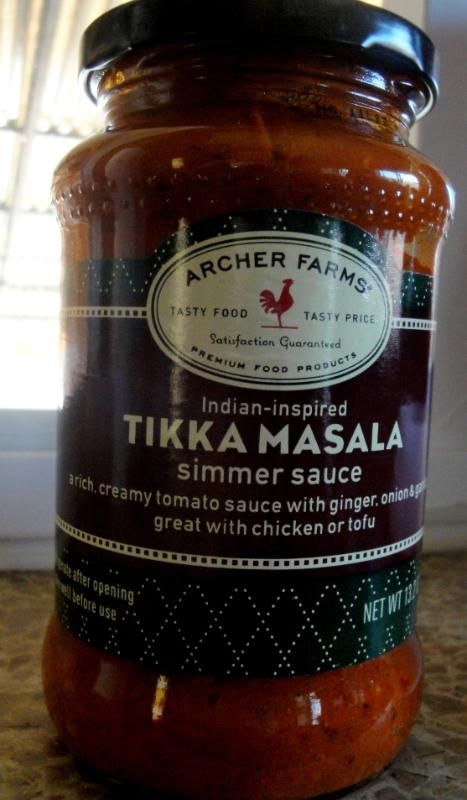 ARCHER FARMS®
TASTY FOOD TASTY PRICE
Satisfaction Guaranteed
PREMIUM FOOD PRODUCTS
Indian-inspired
TIKKA MASALA
simmer sauce
a rich, creamy tomato sauce with ginger, onion &
great with chicken or tofu
after opening
before use
NET WT